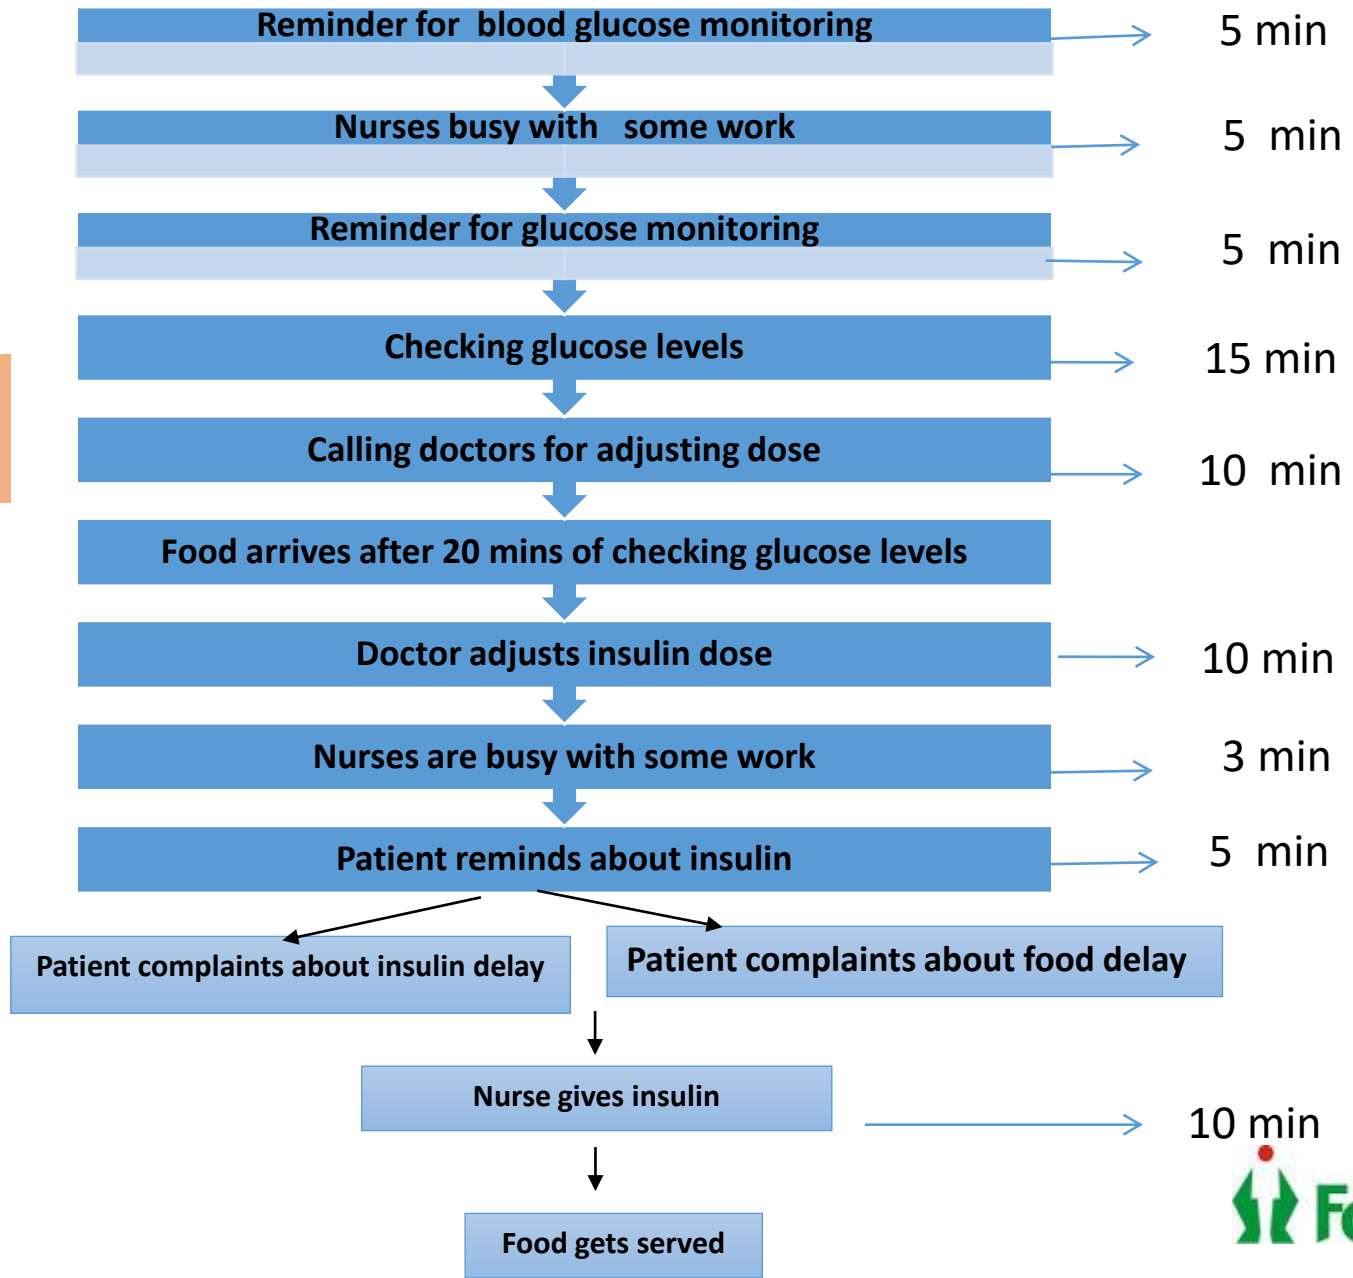 Reminder for  blood glucose monitoring
5 min
Nurses busy with   some work
5  min
Reminder for glucose monitoring
5  min
Checking glucose levels
15 min
Calling doctors for adjusting dose
10  min
Food arrives after 20 mins of checking glucose levels
Doctor adjusts insulin dose
10 min
Nurses are busy with some work
3 min
Patient reminds about insulin
5  min
Patient complaints about insulin delay
Patient complaints about food delay
Nurse gives insulin
10 min
Food gets served